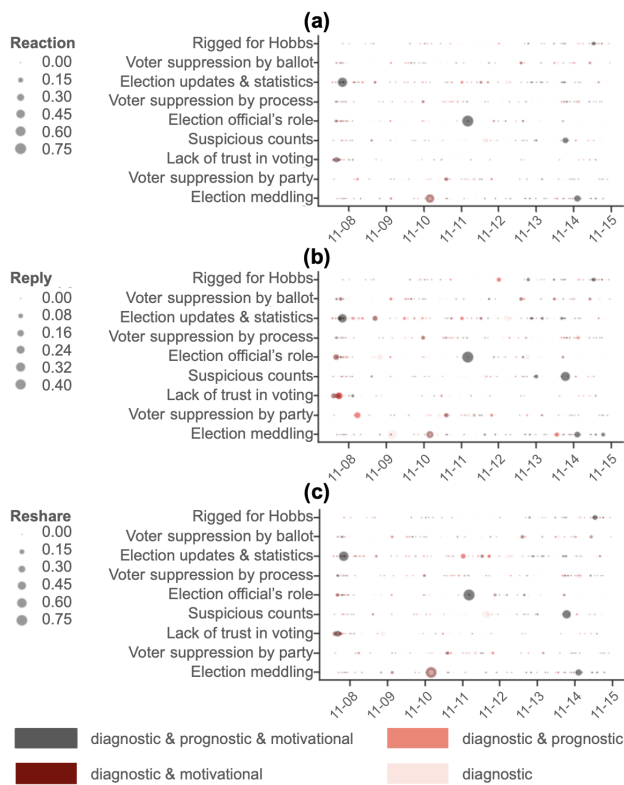 (a)
Reaction
0.00
0.15
0.30
0.45
0.60
0.75
Rigged for Hobbs
Voter suppression by ballot
Election updates & statistics
Voter suppression by process
Election official's role
Suspicious counts
Lack of trust in voting
Voter suppression by party
Election meddling
11-08 11-09 11-10 11-11 11-12 11-13 11-14 11-15
(b)
Reply
0.00
0.08
0.16
0.24
0.32
0.40
Rigged for Hobbs
Voter suppression by ballot
Election updates & statistics
Voter suppression by process
Election official's role
Suspicious counts
Lack of trust in voting
Voter suppression by party
Election meddling
11-08 11-09 11-10 11-11 11-12 11-13 11-14 11-15
(c)
Reshare
0.00
0.15
0.30
0.45
0.60
0.75
Rigged for Hobbs
Voter suppression by ballot
Election updates & statistics
Voter suppression by process
Election official's role
Suspicious counts
Lack of trust in voting
Voter suppression by party
Election meddling
11-08 11-09 11-10 11-11 11-12 11-13 11-14 11-15
diagnostic & prognostic & motivational
diagnostic & prognostic
diagnostic & motivational
diagnostic